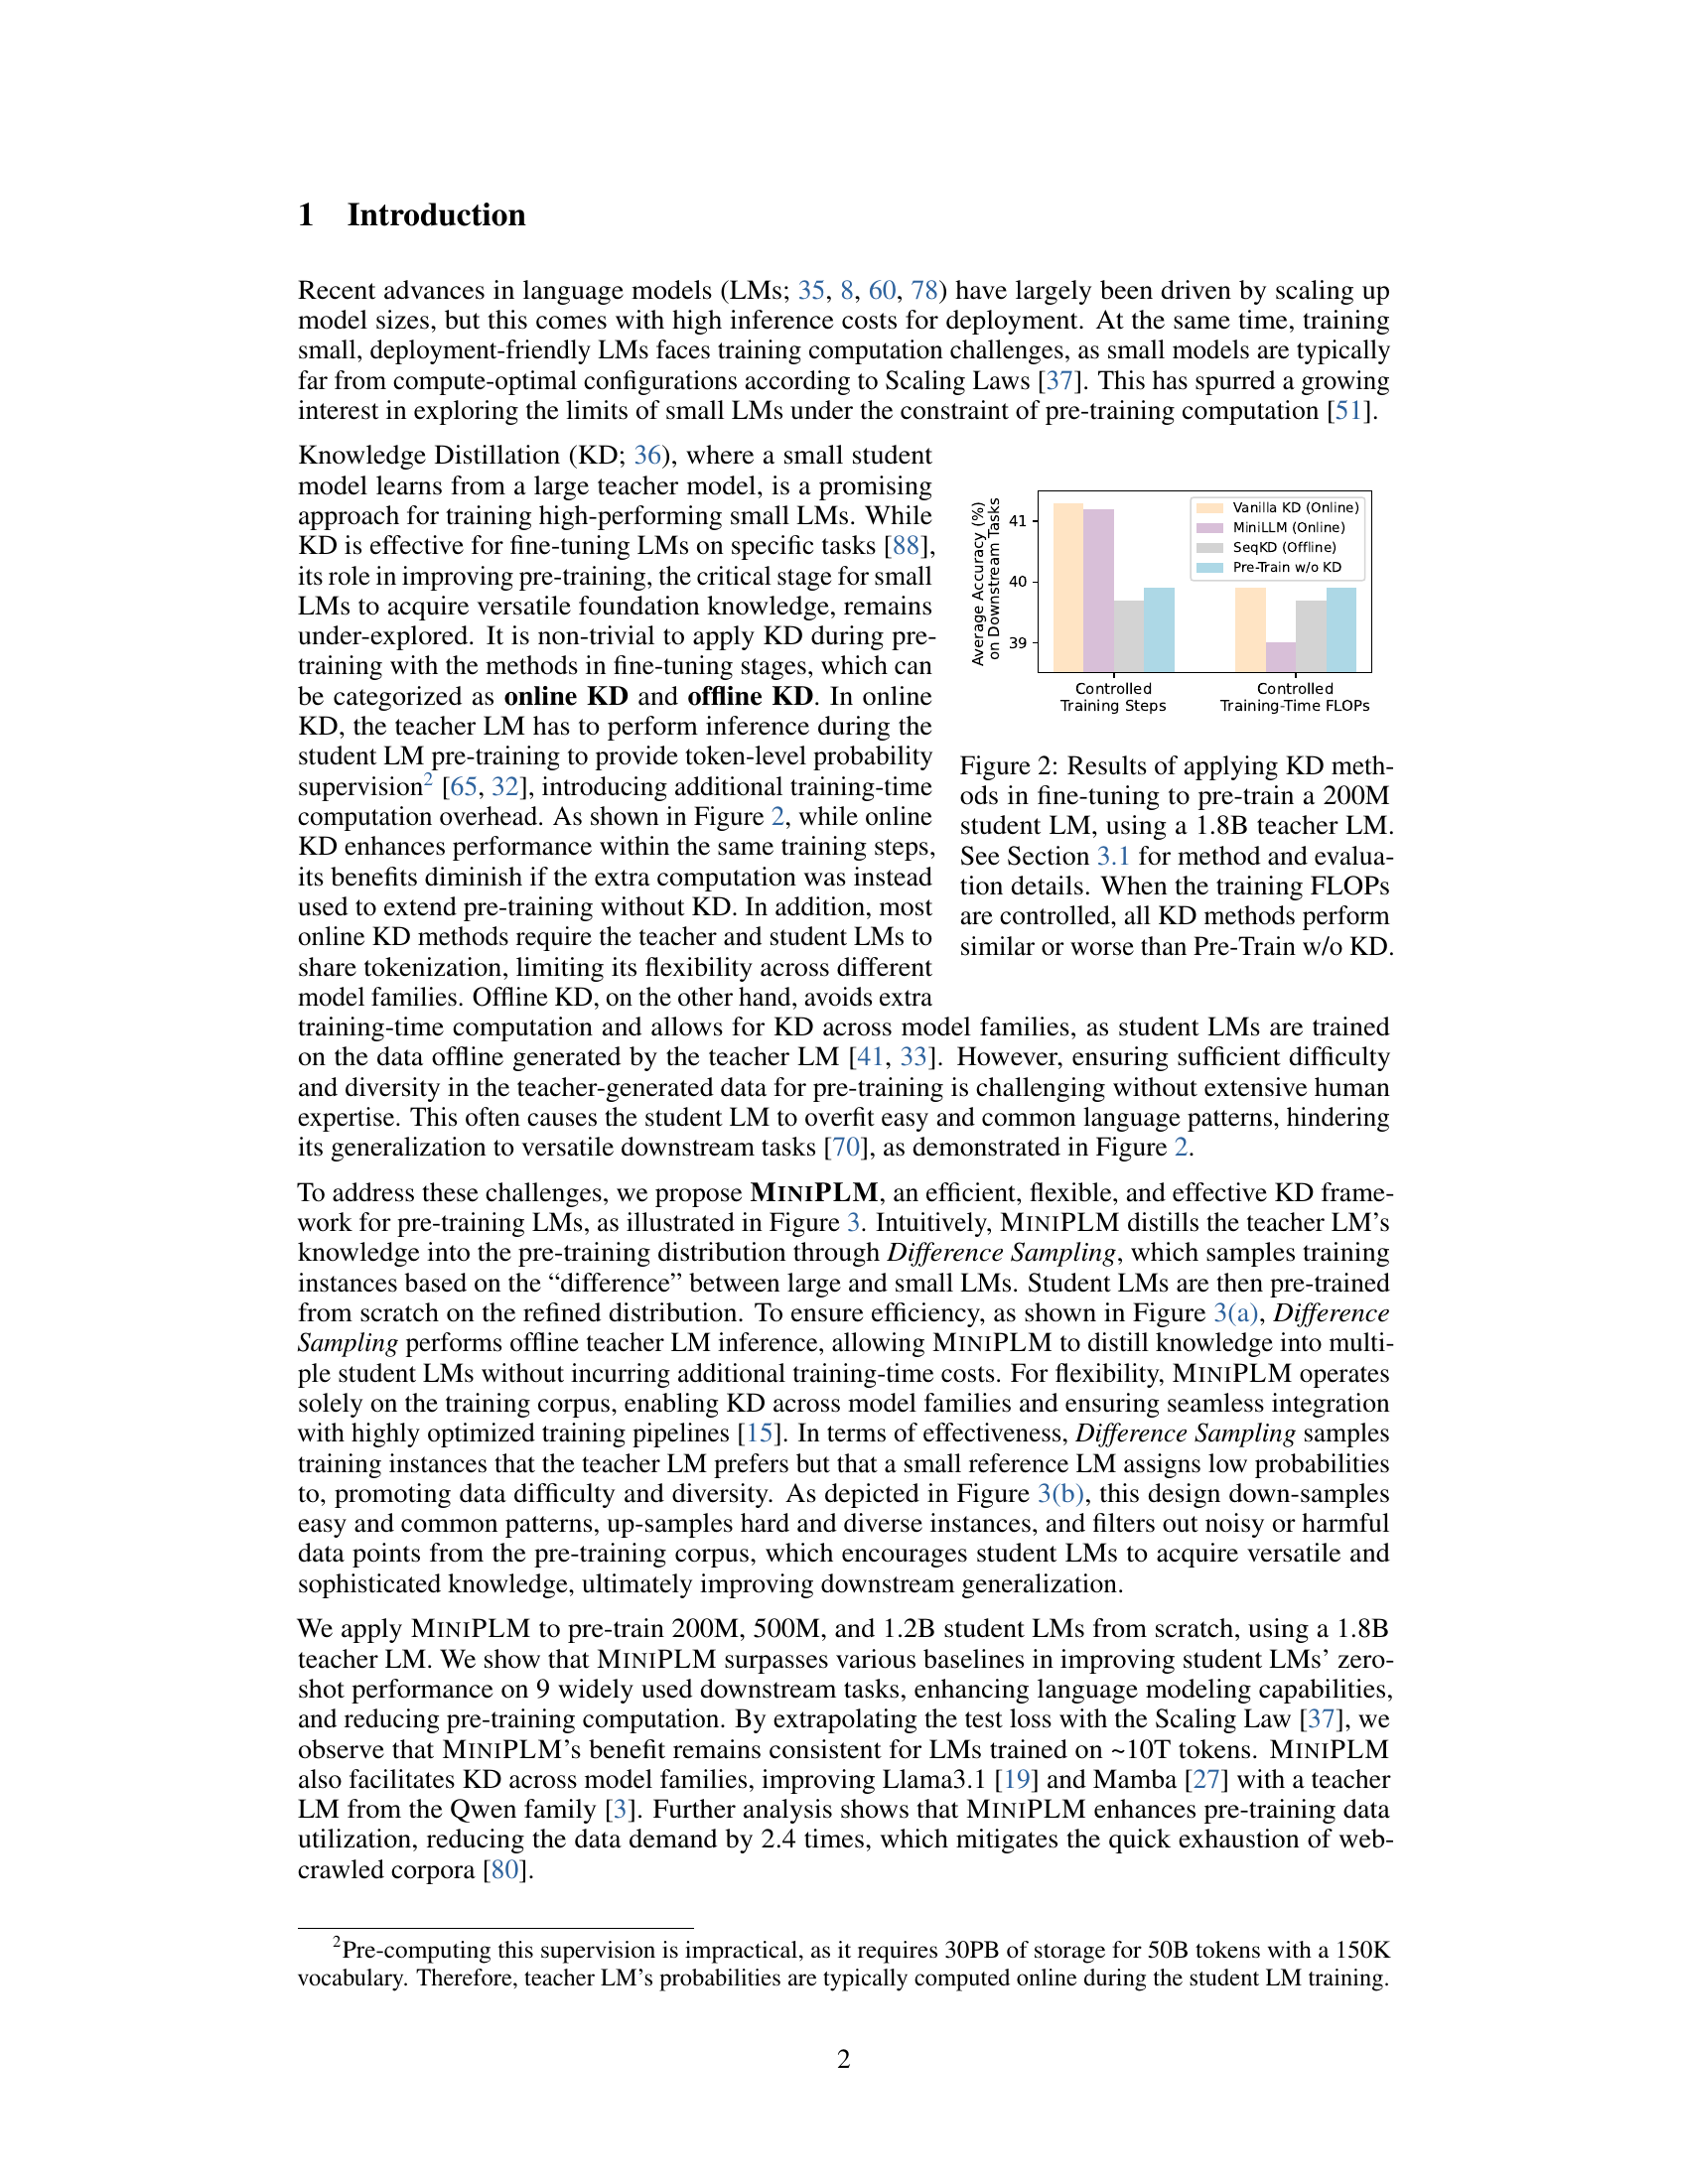 1 Introduction
Recent advances in language models (LMs; 35, 8, 60, 78) have largely been driven by scaling up
model sizes, but this comes with high inference costs for deployment. At the same time, training
small, deployment-friendly LMs faces training computation challenges, as small models are typically
far from compute-optimal configurations according to Scaling Laws [37]. This has spurred a growing
interest in exploring the limits of small LMs under the constraint of pre-training computation [51].
Knowledge Distillation (KD; 36), where a small student
model learns from a large teacher model, is a promising
approach for training high-performing small LMs. While
KD is effective for fine-tuning LMs on specific tasks [88],
its role in improving pre-training, the critical stage for small
LMs to acquire versatile foundation knowledge, remains
under-explored. It is non-trivial to apply KD during pre-
training with the methods in fine-tuning stages, which can
be categorized as online KD and offline KD. In online
KD, the teacher LM has to perform inference during the
student LM pre-training to provide token-level probability
supervision2 [65, 32], introducing additional training-time
computation overhead. As shown in Figure 2, while online
KD enhances performance within the same training steps,
its benefits diminish if the extra computation was instead
used to extend pre-training without KD. In addition, most
online KD methods require the teacher and student LMs to
share tokenization, limiting its flexibility across different
model families. Offline KD, on the other hand, avoids extra
training-time computation and allows for KD across model families, as student LMs are trained
on the data offline generated by the teacher LM [41, 33]. However, ensuring sufficient difficulty
and diversity in the teacher-generated data for pre-training is challenging without extensive human
expertise. This often causes the student LM to overfit easy and common language patterns, hindering
its generalization to versatile downstream tasks [70], as demonstrated in Figure 2.
Average Accuracy (%)
on Downstream Tasks
41
40
39
Vanilla KD (Online)
MiniLLM (Online)
SeqKD (Offline)
Pre-Train w/o KD
Controlled
Training Steps
Controlled
Training-Time FLOPs
Figure 2: Results of applying KD meth-
ods in fine-tuning to pre-train a 200M
student LM, using a 1.8B teacher LM.
See Section 3.1 for method and evalua-
tion details. When the training FLOPs
are controlled, all KD methods perform
similar or worse than Pre-Train w/o KD.
To address these challenges, we propose MINIPLM, an efficient, flexible, and effective KD frame-
work for pre-training LMs, as illustrated in Figure 3. Intuitively, MINIPLM distills the teacher LM's
knowledge into the pre-training distribution through Difference Sampling, which samples training
instances based on the “difference” between large and small LMs. Student LMs are then pre-trained
from scratch on the refined distribution. To ensure efficiency, as shown in Figure 3(a), Difference
Sampling performs offline teacher LM inference, allowing MINIPLM to distill knowledge into multi-
ple student LMs without incurring additional training-time costs. For flexibility, MINIPLM operates
solely on the training corpus, enabling KD across model families and ensuring seamless integration
with highly optimized training pipelines [15]. In terms of effectiveness, Difference Sampling samples
training instances that the teacher LM prefers but that a small reference LM assigns low probabilities
to, promoting data difficulty and diversity. As depicted in Figure 3(b), this design down-samples
easy and common patterns, up-samples hard and diverse instances, and filters out noisy or harmful
data points from the pre-training corpus, which encourages student LMs to acquire versatile and
sophisticated knowledge, ultimately improving downstream generalization.
We apply MINIPLM to pre-train 200M, 500M, and 1.2B student LMs from scratch, using a 1.8B
teacher LM. We show that MINIPLM surpasses various baselines in improving student LMs' zero-
shot performance on 9 widely used downstream tasks, enhancing language modeling capabilities,
and reducing pre-training computation. By extrapolating the test loss with the Scaling Law [37], we
observe that MINIPLM's benefit remains consistent for LMs trained on ~10T tokens. MINIPLM
also facilitates KD across model families, improving Llama3.1 [19] and Mamba [27] with a teacher
LM from the Qwen family [3]. Further analysis shows that MINIPLM enhances pre-training data
utilization, reducing the data demand by 2.4 times, which mitigates the quick exhaustion of web-
crawled corpora [80].
2Pre-computing this supervision is impractical, as it requires 30PB of storage for 50B tokens with a 150K
vocabulary. Therefore, teacher LM's probabilities are typically computed online during the student LM training.
2